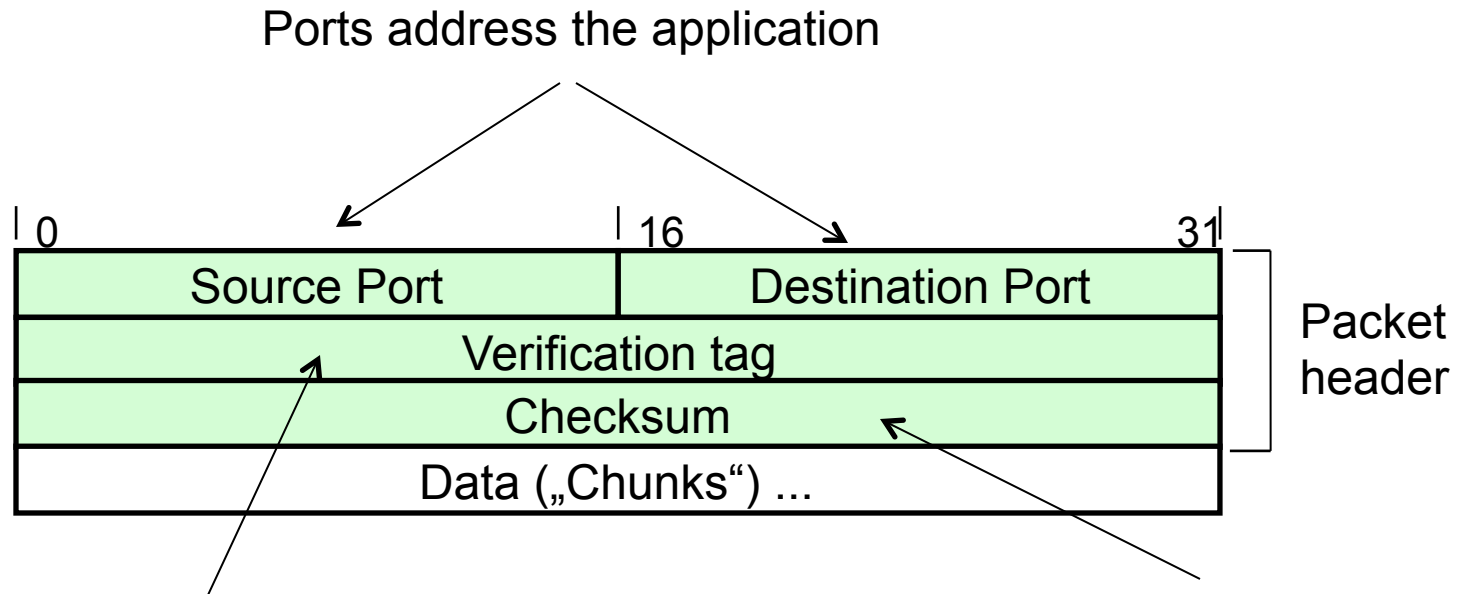 Ports address the application
0 16 31
Source Port Destination Port
Verification tag
Checksum
Data („Chunks“) ...
Packet
header